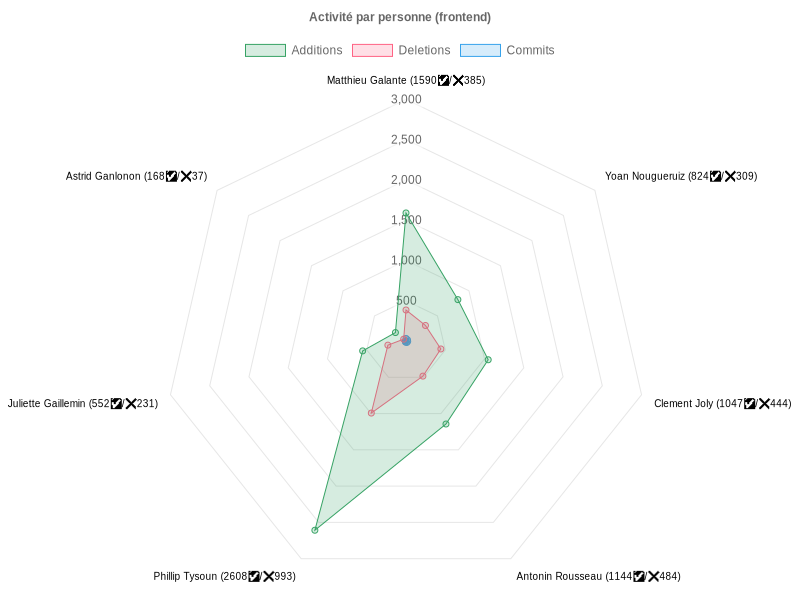 Activité par personne (frontend)
Additions Deletions Commits
Matthieu Galante (1590✅/❌385)
3,000
2,500
2,000
1,500
1,000
500
Astrid Ganlonon (168✅/❌37)
Yoan Nougueruiz (824✅/❌309)
Juliette Gaillemin (552✅/❌231)
Clement Joly (1047✅/❌444)
Phillip Tysoun (2608✅/❌993)
Antonin Rousseau (1144✅/❌484)